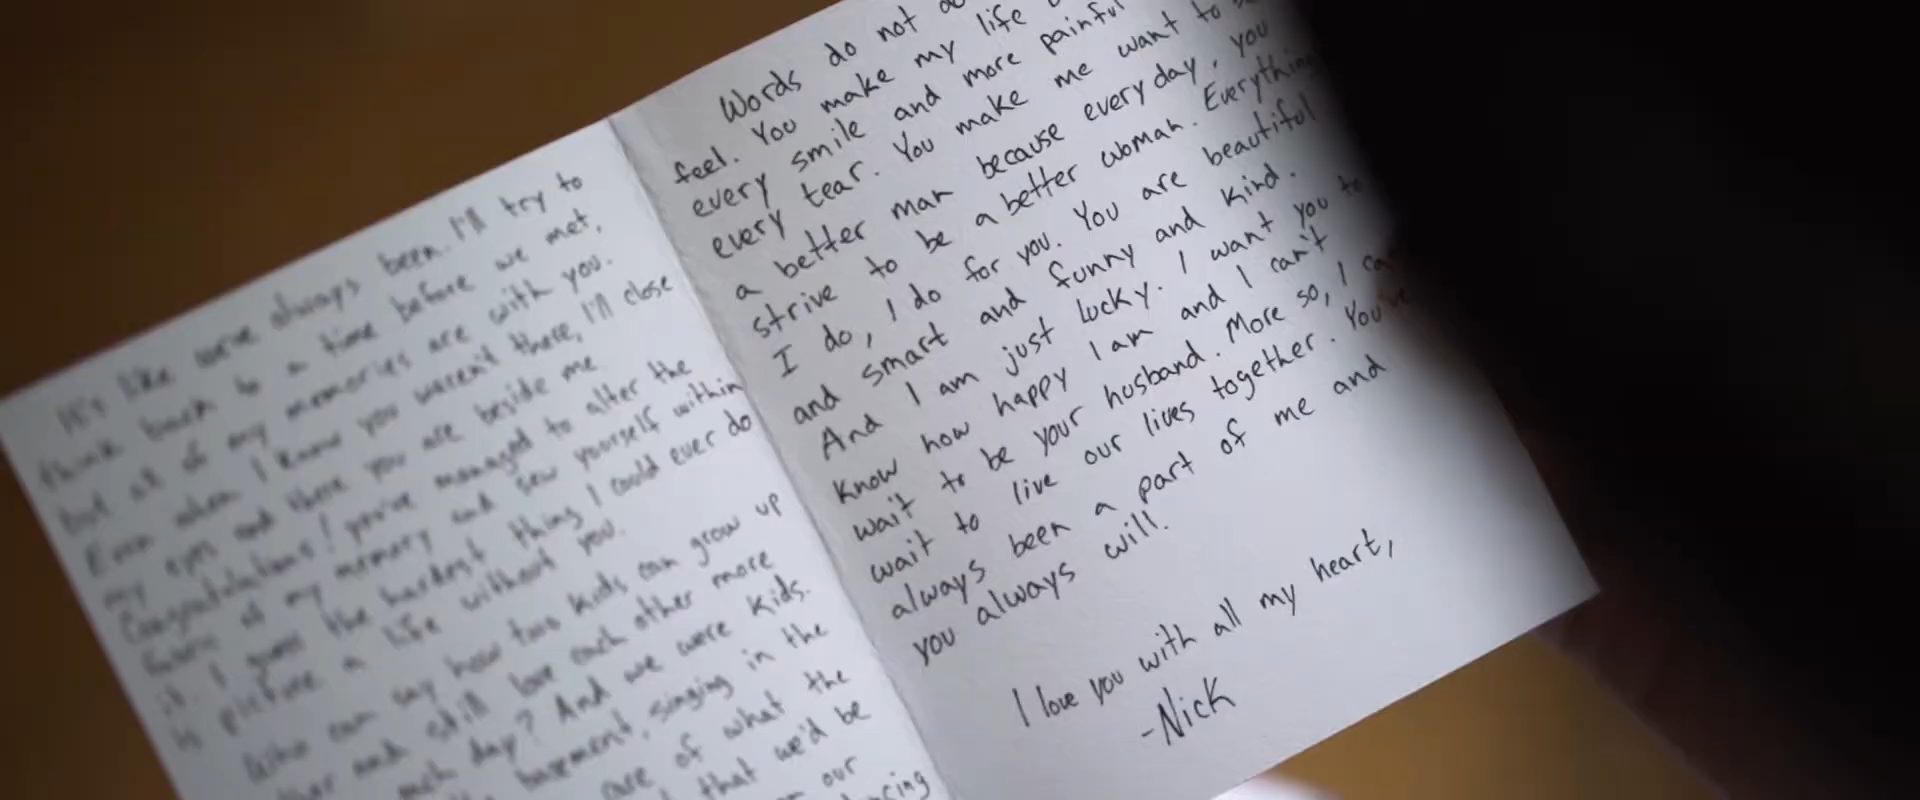 It's like we've always been. I'll try to
think back to a time before we met,
but all of my memories are with you.
Even when I know you weren't there, I'll close
my eyes and there you are beside me.
Congratulations! you've managed to alter the
fabric of my memory and sew yourself within
it. I guess the hardest thing I could ever do
is picture a life without you.
Who can say how two kids can grow up
and still love each other more
each day? And we were kids.
basement, singing in the
care of what the
that we'd be
our
Words do not
feel. You make my life
every smile and more painful
every tear. You make me want to
a better man because every day, you
strive to be a better woman. Everything
I do, I do for you. You are beautiful
and smart and funny and kind.
And I am just lucky. I want you to
know how happy I am and I can't
wait to be your husband. More so, I
wait to live our lives together. You've
always been a part of me and
you always will.
I love you with all my heart,
-Nick